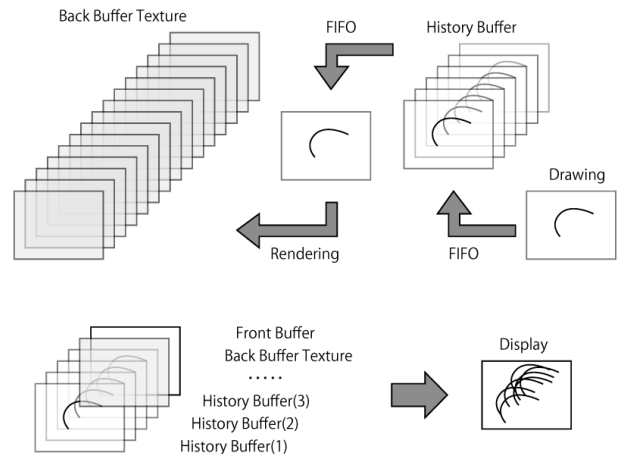 Back Buffer Texture
FIFO
History Buffer
Drawing
Rendering
FIFO
Front Buffer
Back Buffer Texture
.....
History Buffer(3)
History Buffer(2)
History Buffer(1)
Display